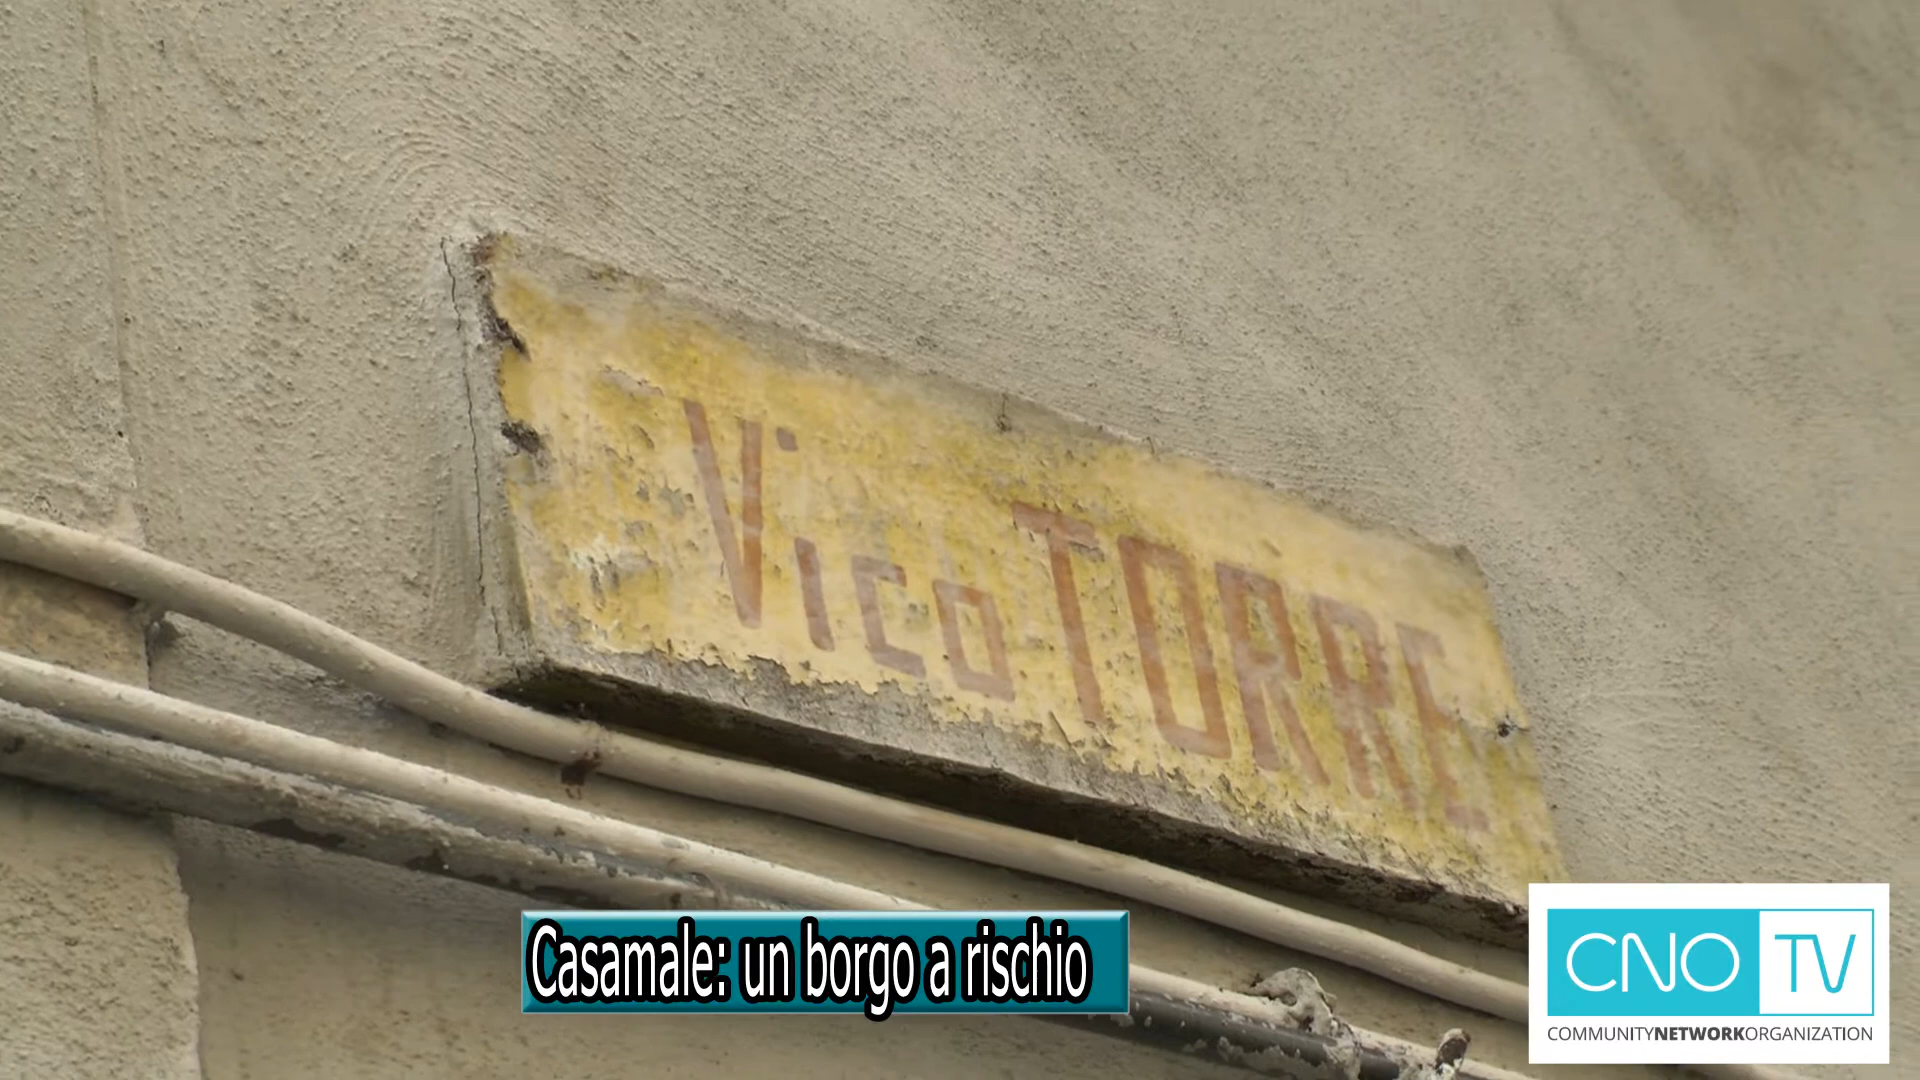 Vico TORRE
Casamale: un borgo a rischio
CNO TV
COMMUNITYNETWORKORGANIZATION